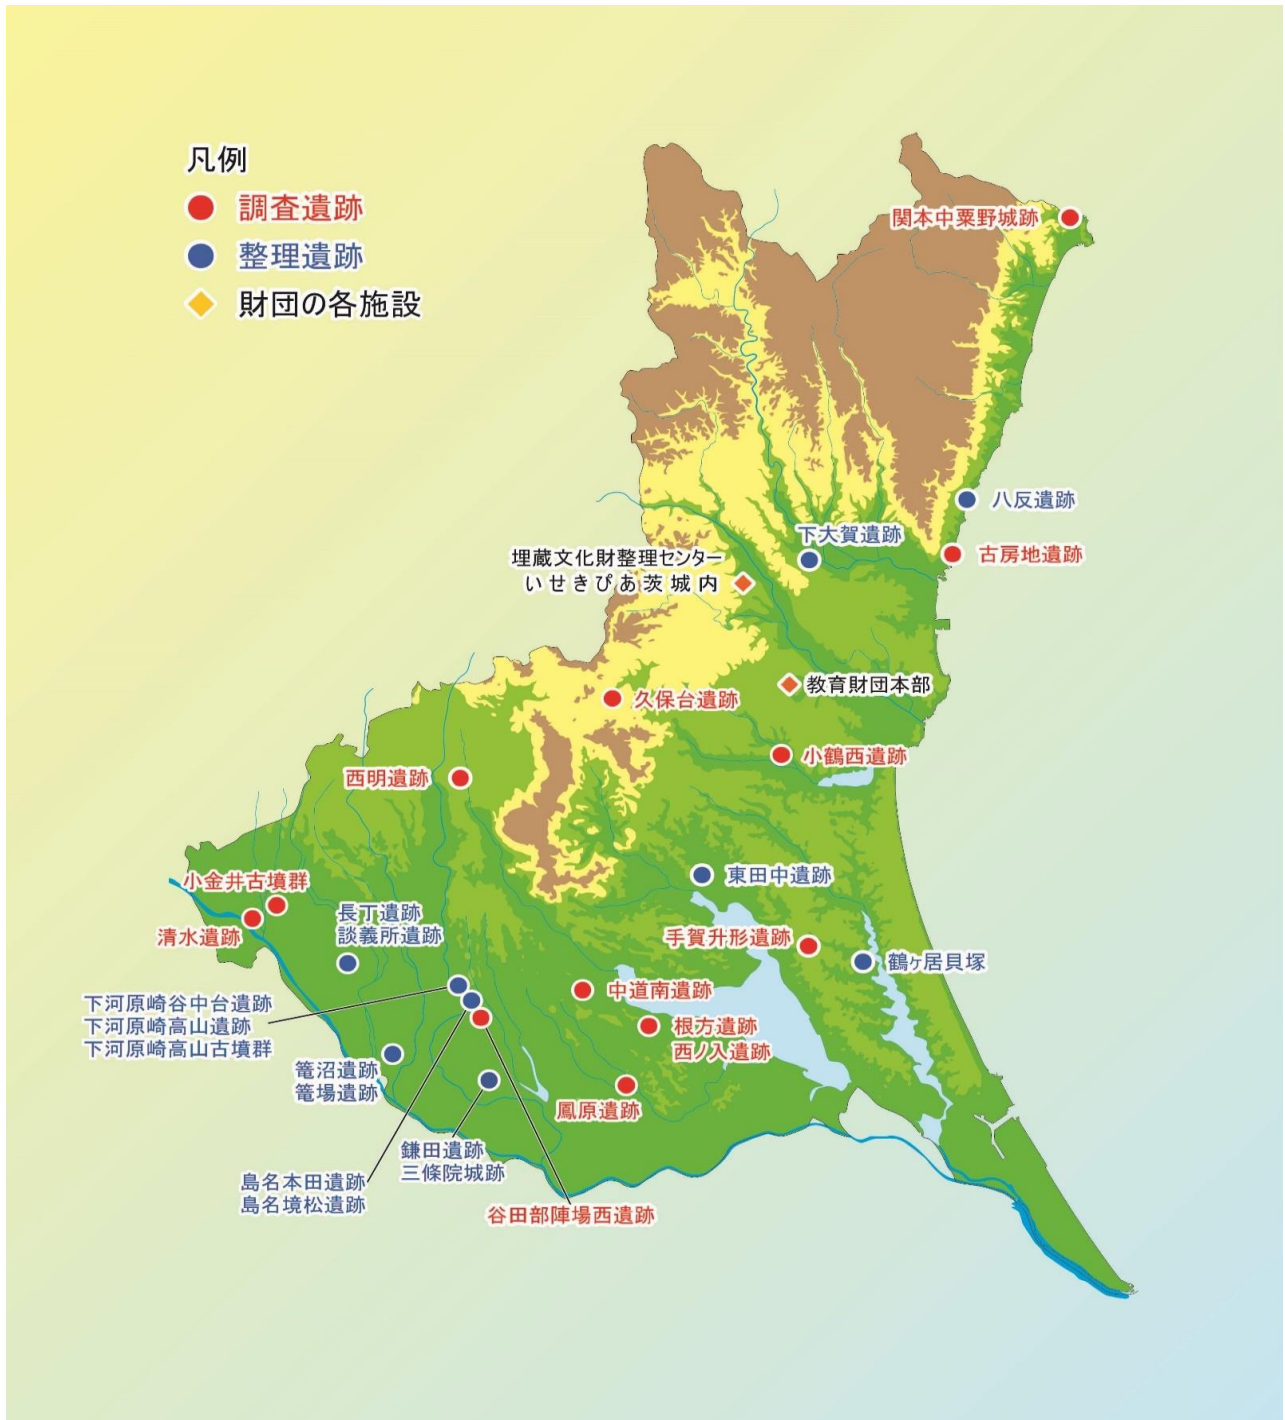 凡例
調査遺跡
整理遺跡
財団の各施設
関本中粟野城跡
八反遺跡
下大賀遺跡
古房地遺跡
埋蔵文化財整理センター
いせきぴあ茨城内
教育財団本部
久保台遺跡
小鶴西遺跡
西明遺跡
小金井古墳群
清水遺跡
東田中遺跡
長丁遺跡
談義所遺跡
手賀升形遺跡
鶴ヶ居貝塚
中道南遺跡
下河原崎谷中台遺跡
下河原崎高山遺跡
下河原崎高山古墳群
根方遺跡
西ノ入遺跡
篭沼遺跡
篭場遺跡
鳳原遺跡
鎌田遺跡
三條院城跡
島名本田遺跡
島名境松遺跡
谷田部陣場西遺跡